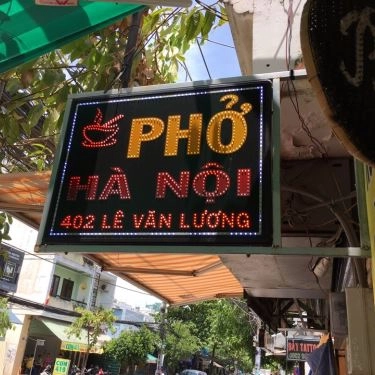 PHỞ
HÀ NỘI
402 LÊ VĂN LƯƠNG